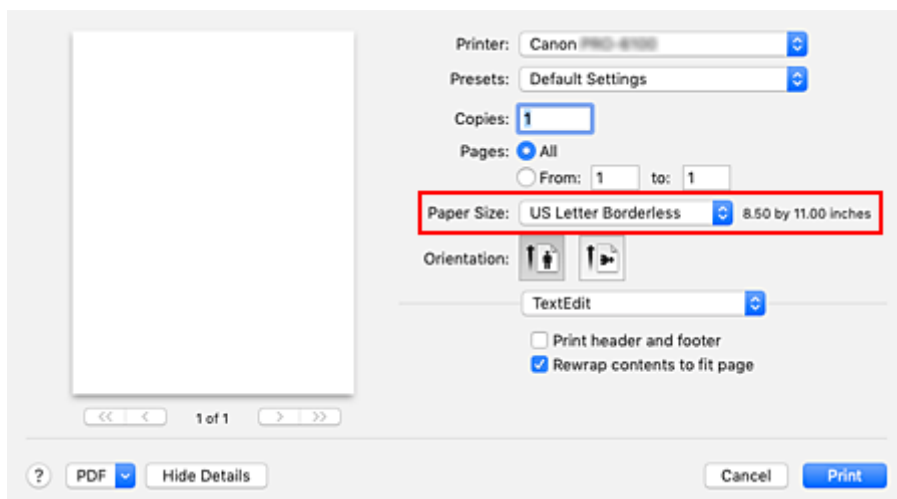 Printer: Canon
Presets: Default Settings
Copies: 1
Pages: All
From: 1 to: 1
Paper Size: US Letter Borderless 8.50 by 11.00 inches
Orientation:
TextEdit
Print header and footer
Rewrap contents to fit page
<< < 1 of 1 > >>
? PDF Hide Details Cancel Print